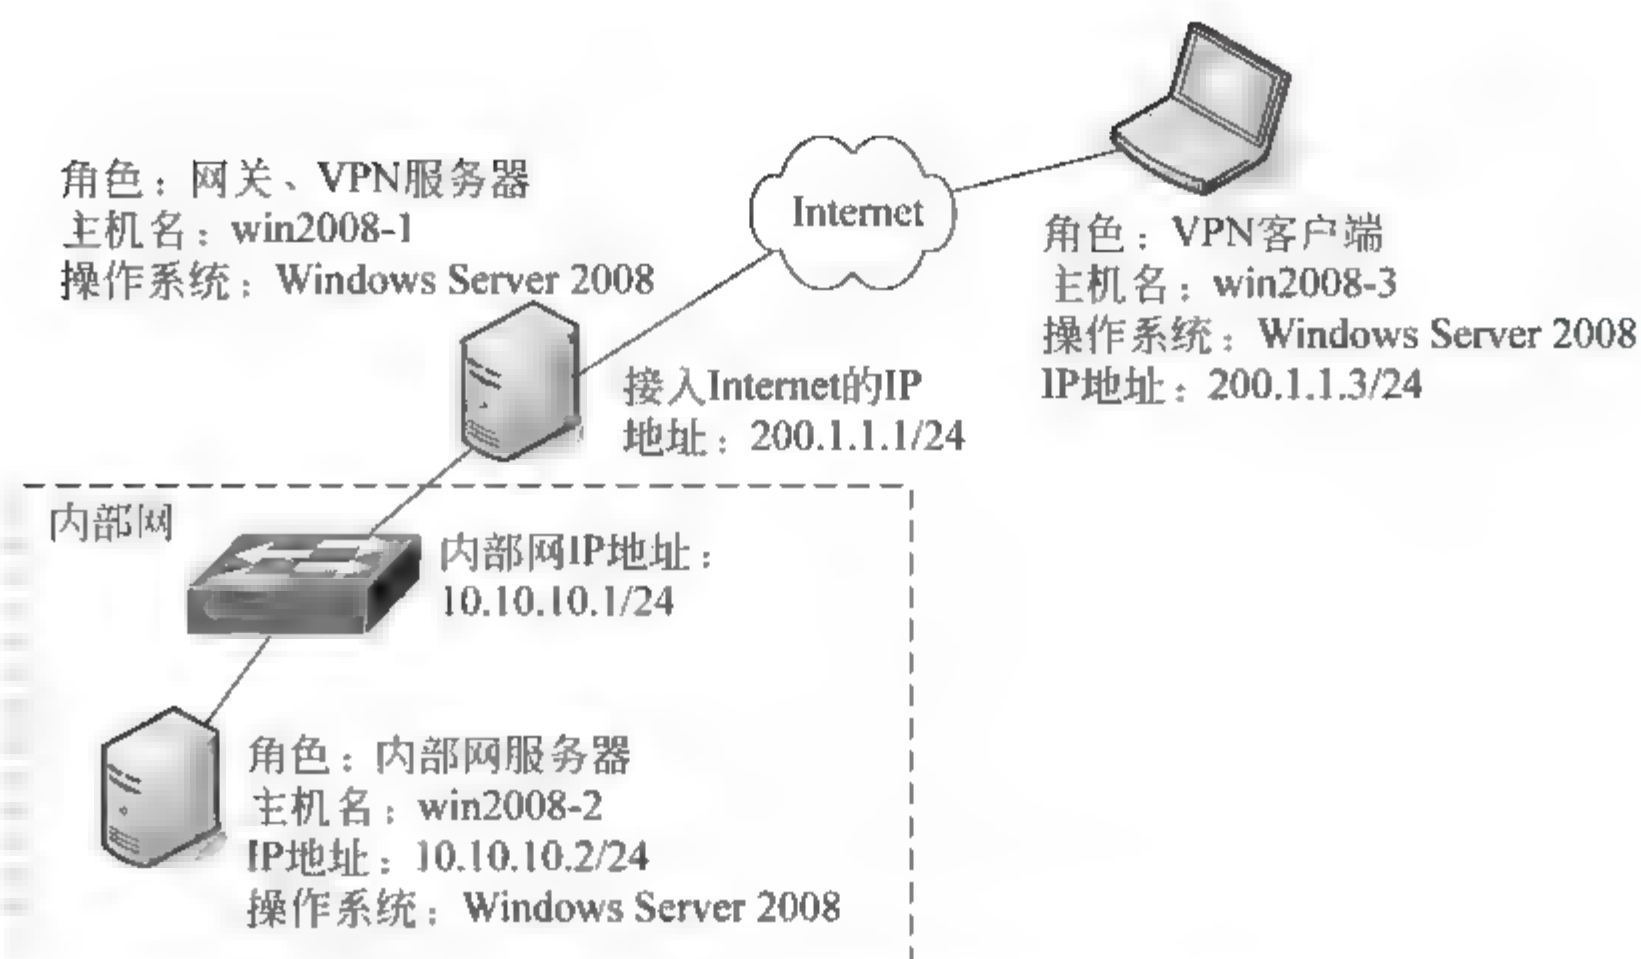 角色：网关、VPN服务器
主机名：win2008-1
操作系统：Windows Server 2008
Internet
角色：VPN客户端
主机名：win2008-3
操作系统：Windows Server 2008
IP地址：200.1.1.3/24
接入Internet的IP
地址：200.1.1.1/24
内部网
内部网IP地址：
10.10.10.1/24
角色：内部网服务器
主机名：win2008-2
IP地址：10.10.10.2/24
操作系统：Windows Server 2008